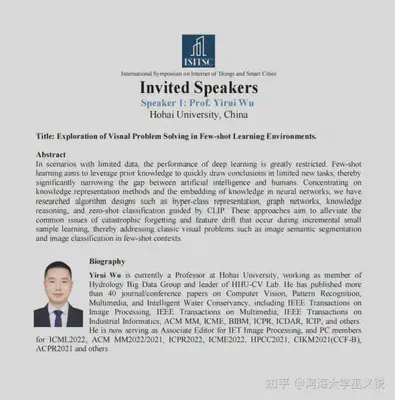 ISITSC
International Symposium on Internet of Things and Smart Cities
Invited Speakers
Speaker 1: Prof. Yirui Wu
Hohai University, China
Title: Exploration of Visual Problem Solving in Few-shot Learning Environments.
Abstract
In scenarios with limited data, the performance of deep learning is greatly restricted. Few-shot
learning aims to leverage prior knowledge to quickly draw conclusions in limited new tasks, thereby
significantly narrowing the gap between artificial intelligence and humans. Concentrating on
knowledge representation methods and the embedding of knowledge in neural small networks, we have
researched algorithm designs such as hyper-class representation, graph networks, knowledge
reasoning, and zero-shot classification guided by CLIP. These approaches aim to alleviate the
common issues of catastrophic forgetting and feature drift that occur during incremental small
sample learning, thereby addressing classic visual problems such as image semantic segmentation
and image classification in few-shot contexts.
Biography
Yirui Wu is currently a Professor at Hohai University, working as member of
Hydrology Big Data Group and leader of HHU-CV Lab. He has published more
than 40 journal/conference papers on Computer Vision, Pattern Recognition,
Multimedia, and Intelligent Water Conservancy, including IEEE Transactions on
Image Processing, IEEE Transactions on Multimedia, IEEE Transactions on
Industrial Informatics, ACM MM, ICME, BIBM, ICPR, ICDAR, ICIP, and others.
He is now serving as Associate Editor for IET Image Processing, and PC members
for ICML2022, ACM MM2022/2021, ICPR2022, ICME2022, HPCC2021, CIKM2021(CCF-B),
ACPR2021 and others
知乎 @河海大学巫义锐